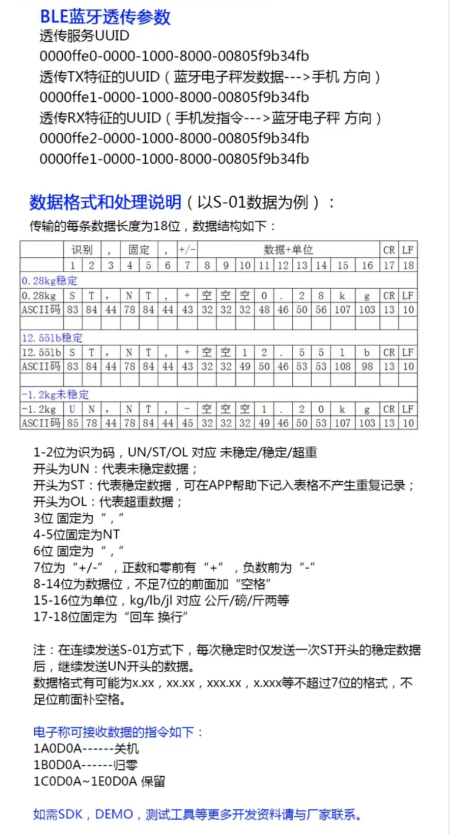 BLE蓝牙透传参数
透传服务UUID
0000ffe0-0000-1000-8000-00805f9b34fb
透传TX特征的UUID（蓝牙电子秤发数据--->手机 方向）
0000ffe1-0000-1000-8000-00805f9b34fb
透传RX特征的UUID（手机发指令--->蓝牙电子秤 方向）
0000ffe2-0000-1000-8000-00805f9b34fb
0000ffe1-0000-1000-8000-00805f9b34fb
数据格式和处理说明（以S-01数据为例）：
传输的每条数据长度为18位，数据结构如下：
识别 ， 固定 ， +/- 数据+单位 CR LF
1 2 3 4 5 6 7 8 9 10 11 12 13 14 15 16 17 18
0.28kg稳定
0.28kg S T ， N T ， + 空 空 空 0 . 2 8 k g CR LF
ASCII码 83 84 44 78 84 44 43 32 32 32 48 46 50 56 107 103 13 10
12.55lb稳定
12.55lb S T ， N T ， + 空 空 1 2 . 5 5 l b CR LF
ASCII码 83 84 44 78 84 44 43 32 32 49 50 46 53 53 108 98 13 10
-1.2kg未稳定
-1.2kg U N ， N T ， - 空 空 空 1 . 2 0 k g CR LF
ASCII码 85 78 44 78 84 44 45 32 32 32 49 46 50 53 107 103 13 10
1-2位为识为码，UN/ST/OL 对应 未稳定/稳定/超重
开头为UN：代表未稳定数据；
开头为ST：代表稳定数据，可在APP帮助下记入表格不产生重复记录；
开头为OL：代表超重数据；
3位 固定为“，”
4-5位固定为NT
6位 固定为“，”
7位为“+/-”，正数和零前有“+”，负数前为“-”
8-14位为数据位，不足7位的前面加“空格”
15-16位为单位，kg/lb/jl 对应 公斤/磅/斤两等
17-18位固定为“回车 换行”
注：在连续发送S-01方式下，每次稳定时仅发送一次ST开头的稳定数据
后，继续发送UN开头的数据。
数据格式有可能为x.xx，xx.xx，xxx.xx，x.xxx等不超过7位的格式，不
足位前面补空格。
电子称可接收数据的指令如下：
1A0D0A------关机
1B0D0A------归零
1C0D0A~1E0D0A 保留
如需SDK，DEMO，测试工具等更多开发资料请与厂家联系。